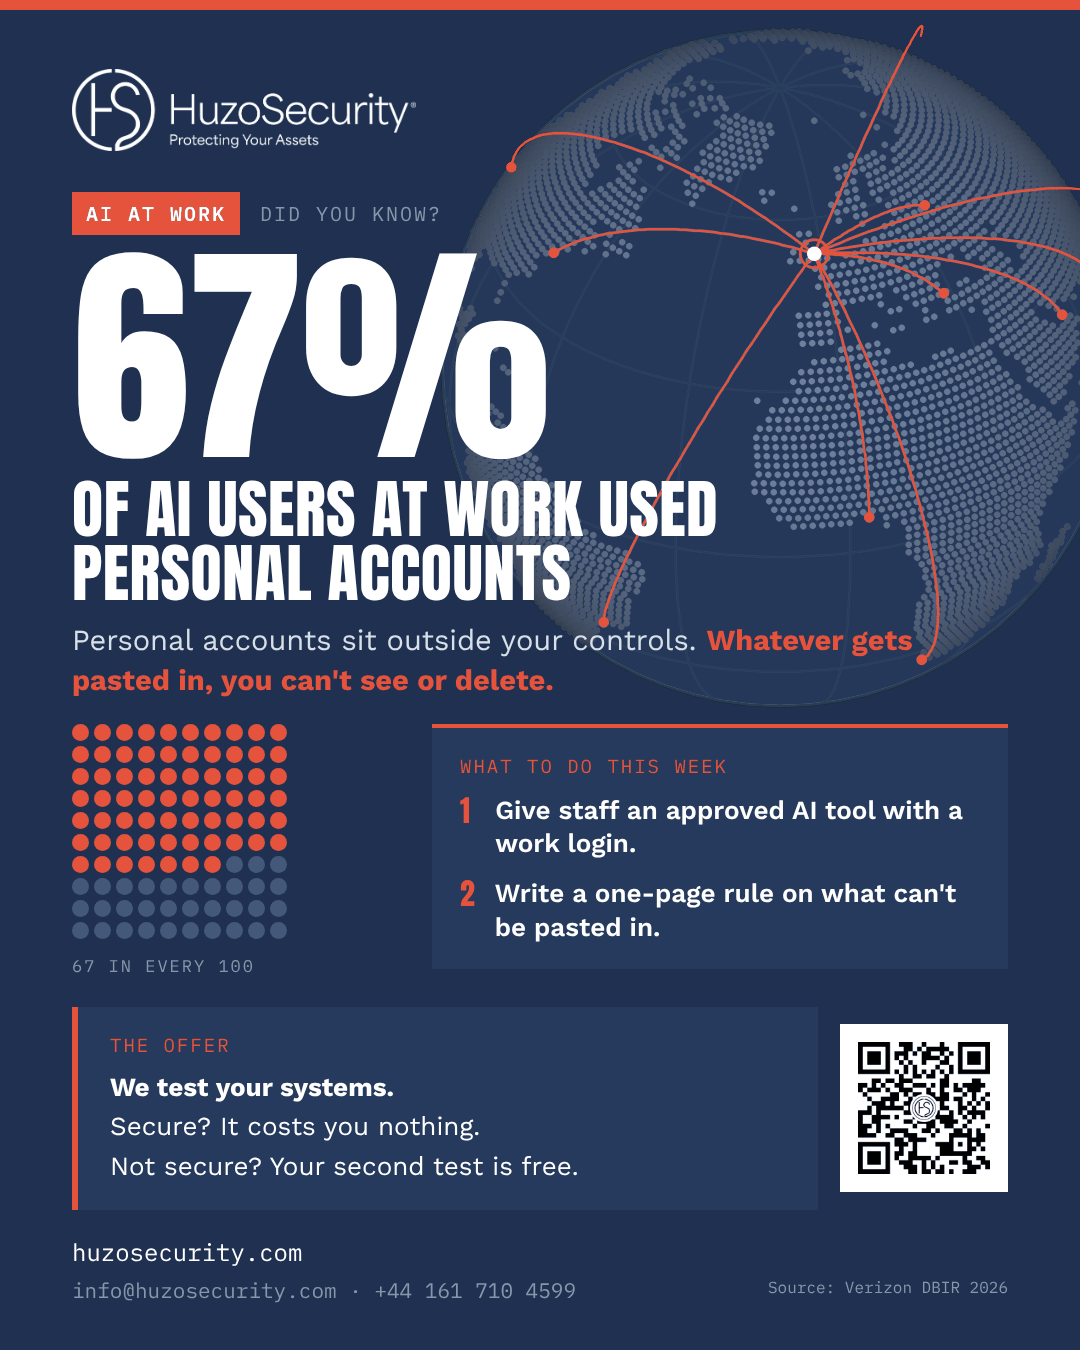 HS HuzoSecurity®
Protecting Your Assets
AI AT WORK DID YOU KNOW?
67%
OF AI USERS AT WORK USED
PERSONAL ACCOUNTS
Personal accounts sit outside your controls. Whatever gets
pasted in, you can't see or delete.
67 IN EVERY 100
WHAT TO DO THIS WEEK
1 Give staff an approved AI tool with a
work login.
2 Write a one-page rule on what can't
be pasted in.
THE OFFER
We test your systems.
Secure? It costs you nothing.
Not secure? Your second test is free.
HS
huzosecurity.com
info@huzosecurity.com · +44 161 710 4599
Source: Verizon DBIR 2026